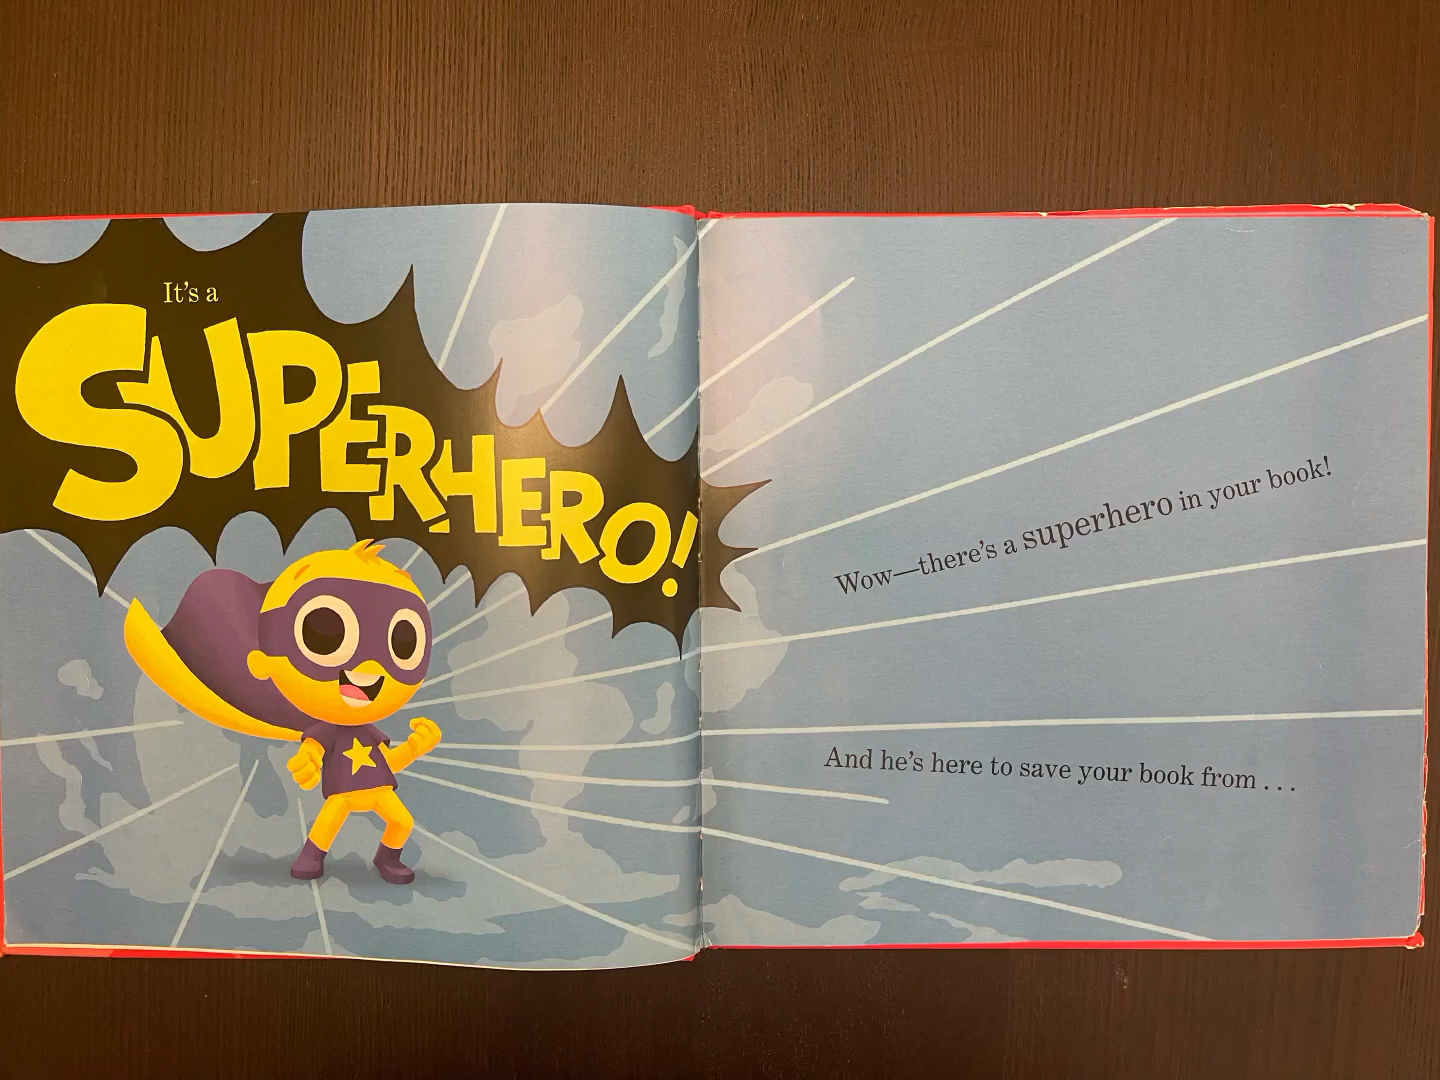 It's a
SUPERHERO!
Wow—there's a superhero in your book!
And he's here to save your book from . . .